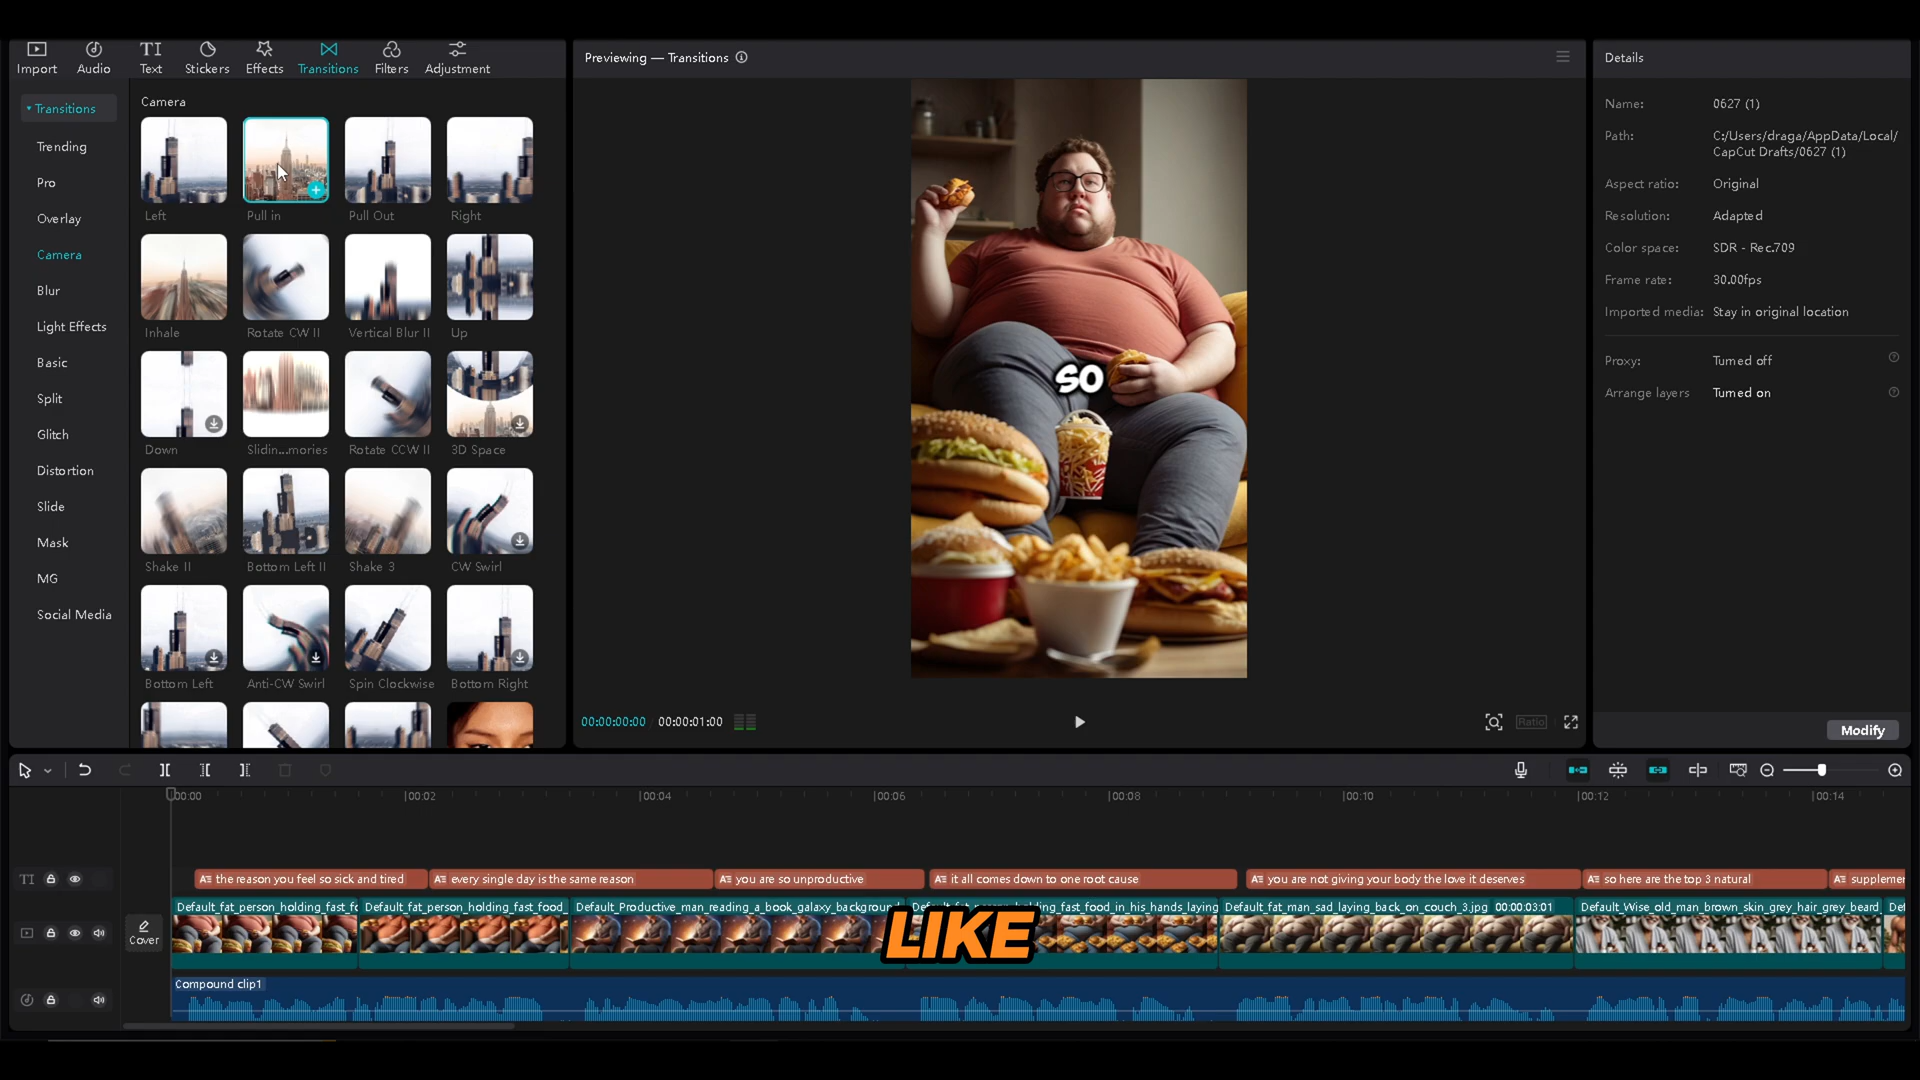 Import
Audio
TI
Text
Stickers
Effects
Transitions
Filters
Adjustment
Transitions
Trending
Pro
Overlay
Camera
Blur
Light Effects
Basic
Split
Glitch
Distortion
Slide
Mask
MG
Social Media
Camera
Left
Pull in
Pull Out
Right
Inhale
Rotate CW II
Vertical Blur II
Up
Down
Slidin...mories
Rotate CCW II
3D Space
Shake II
Bottom Left II
Shake 3
CW Swirl
Bottom Left
Anti-CW Swirl
Spin Clockwise
Bottom Right
Previewing — Transitions
SO
00:00:00:00
00:00:01:00
Ratio
Details
Name: 0627 (1)
Path: C:/Users/draga/AppData/Local/
CapCut Drafts/0627 (1)
Aspect ratio: Original
Resolution: Adapted
Color space: SDR - Rec.709
Frame rate: 30.00fps
Imported media: Stay in original location
Proxy: Turned off
Arrange layers Turned on
Modify
00:00
00:02
00:04
00:06
00:08
00:10
00:12
00:14
TI
the reason you feel so sick and tired
every single day is the same reason
you are so unproductive
it all comes down to one root cause
you are not giving your body the love it deserves
so here are the top 3 natural
supplemen
Cover
Default_fat_person_holding_fast_fo
Default_fat_person_holding_fast_food
Default_Productive_man_reading_a_book_galaxy_backgroun
holding_fast_food_in_his_hands_laying
Default_fat_man_sad_laying_back_on_couch_3.jpg 00:00:03:01
Default_Wise_old_man_brown_skin_grey_hair_grey_beard
Def
LIKE
Compound clip1